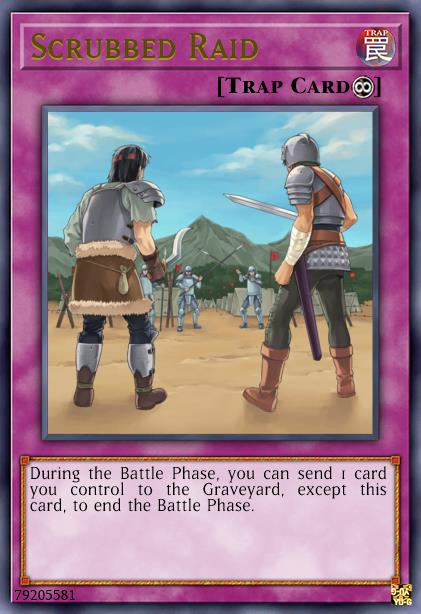 Scrubbed Raid
TRAP
罠
[Trap Card]
During the Battle Phase, you can send 1 card
you control to the Graveyard, except this
card, to end the Battle Phase.
79205581